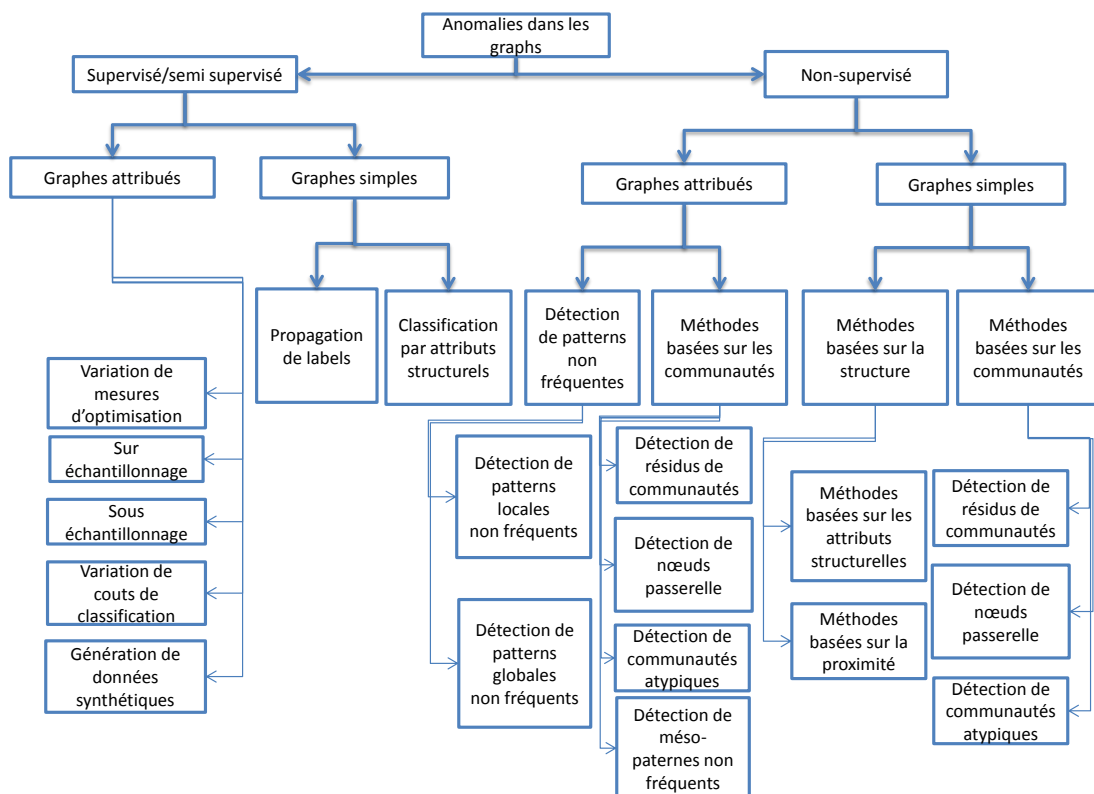 Anomalies dans les
graphs
Supervisé/semi supervisé
Non-supervisé
Graphes attribués
Graphes simples
Graphes attribués
Graphes simples
Propagation
de labels
Classification
par attributs
structurels
Détection
de patterns
non
fréquentes
Méthodes
basées sur les
communautés
Méthodes
basées sur la
structure
Méthodes
basées sur les
communautés
Variation de
mesures
d'optimisation
Sur
échantillonnage
Sous
échantillonnage
Variation de
couts de
classification
Génération de
données
synthétiques
Détection de
patterns
locales
non fréquents
Détection de
patterns
globales
non fréquents
Détection de
résidus de
communautés
Détection de
nœuds
passerelle
Détection de
communautés
atypiques
Détection de
méso-
paternes non
fréquents
Méthodes
basées sur les
attributs
structurelles
Méthodes
basées sur la
proximité
Détection de
résidus de
communautés
Détection de
nœuds
passerelle
Détection de
communautés
atypiques